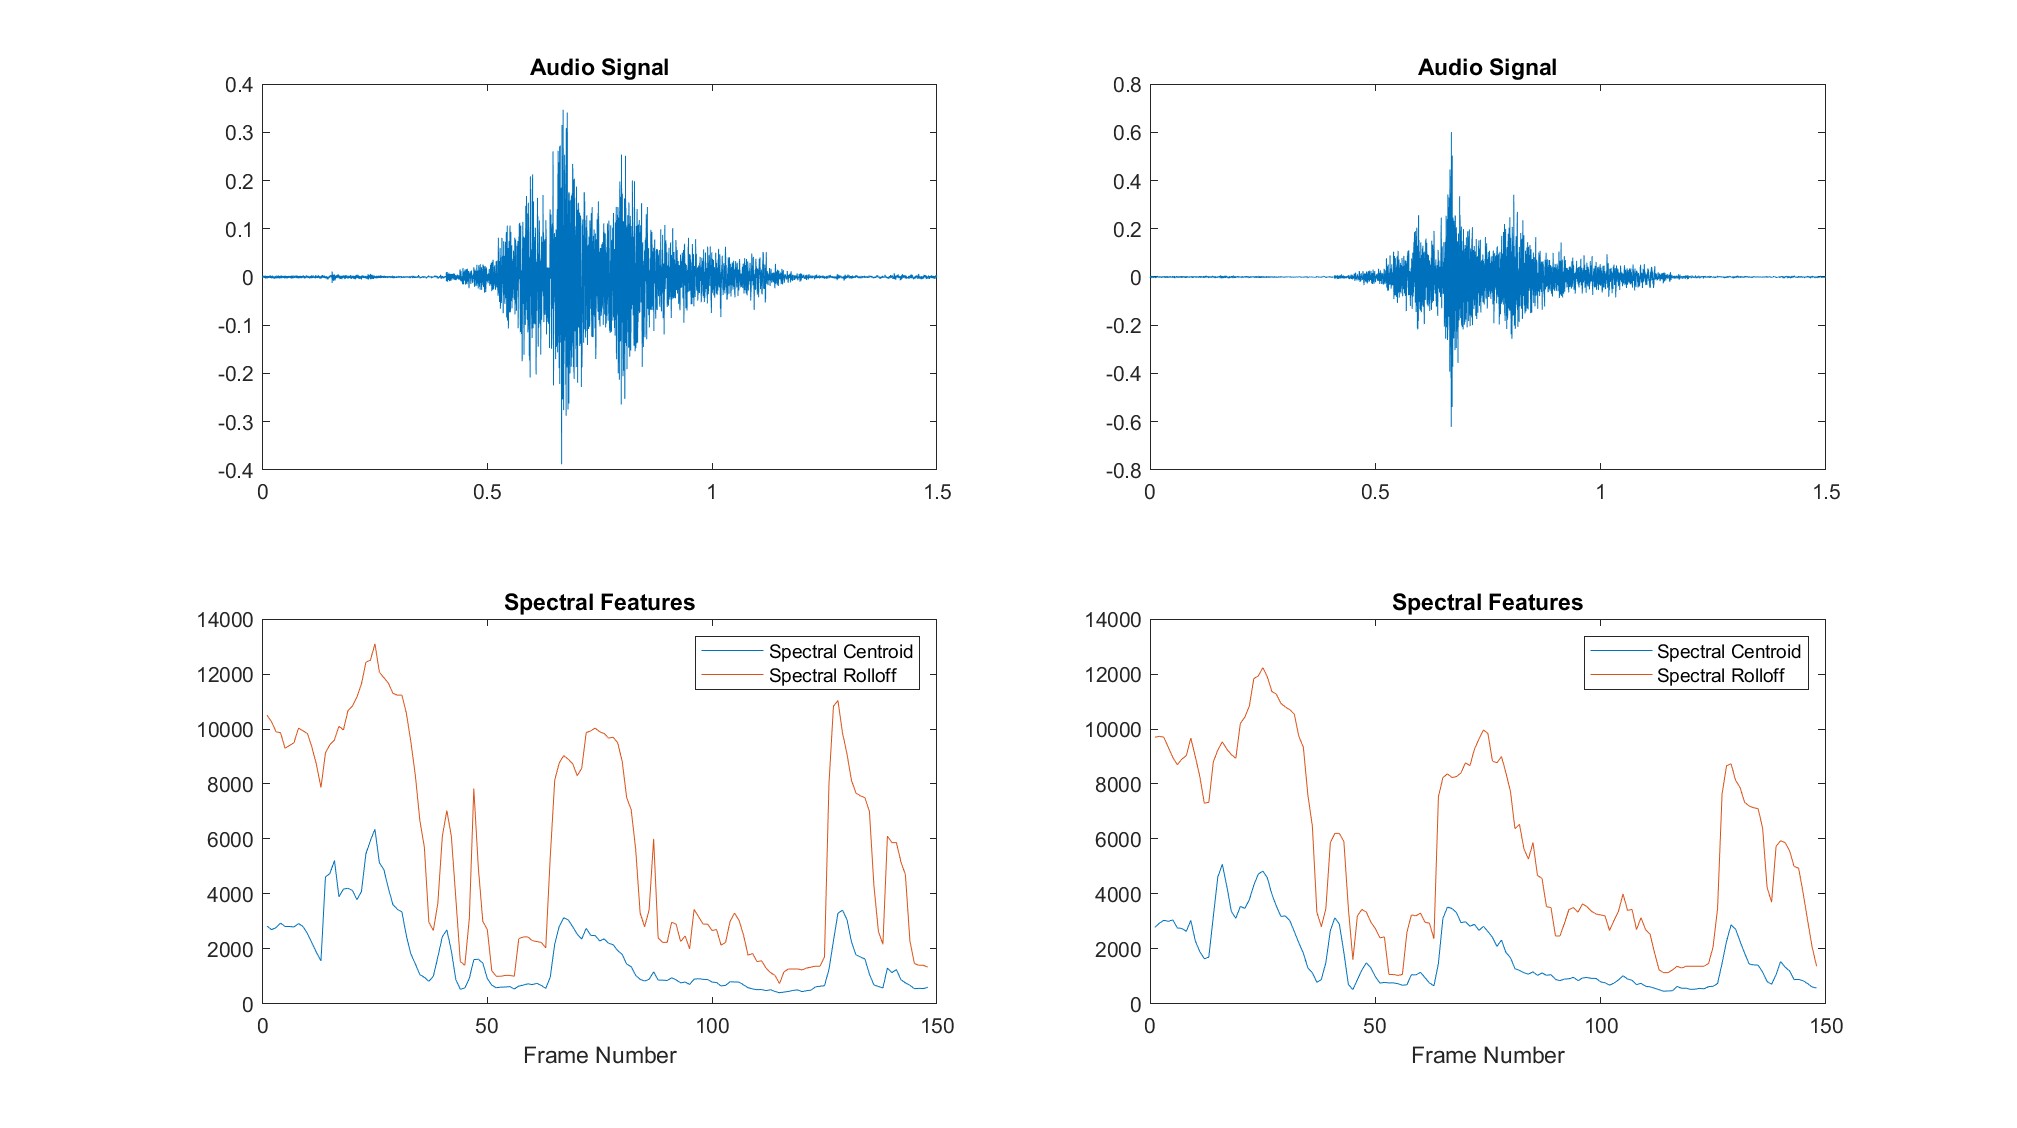 Audio Signal
0.4
0.3
0.2
0.1
0
-0.1
-0.2
-0.3
-0.4
0 0.5 1 1.5
Audio Signal
0.8
0.6
0.4
0.2
0
-0.2
-0.4
-0.6
-0.8
0 0.5 1 1.5
Spectral Features
14000
12000
10000
8000
6000
4000
2000
0
0 50 100 150
Frame Number
Spectral Centroid
Spectral Rolloff
Spectral Features
14000
12000
10000
8000
6000
4000
2000
0
0 50 100 150
Frame Number
Spectral Centroid
Spectral Rolloff